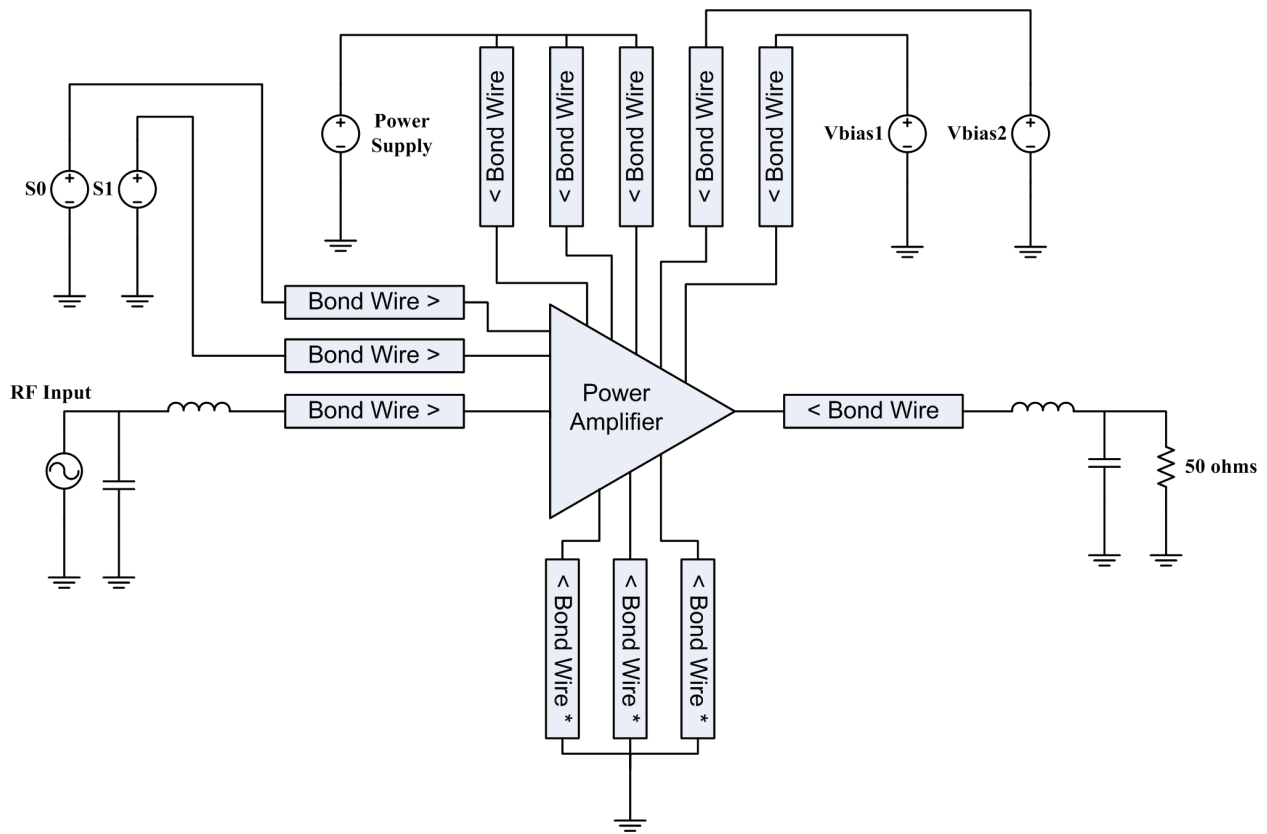 Power
Supply
< Bond Wire
< Bond Wire
< Bond Wire
< Bond Wire
< Bond Wire
Vbias1
Vbias2
+
−
+
−
+
−
S0
S1
+
−
+
−
Bond Wire >
Bond Wire >
RF Input
Bond Wire >
Power
Amplifier
< Bond Wire
50 ohms
< Bond Wire *
< Bond Wire *
< Bond Wire *